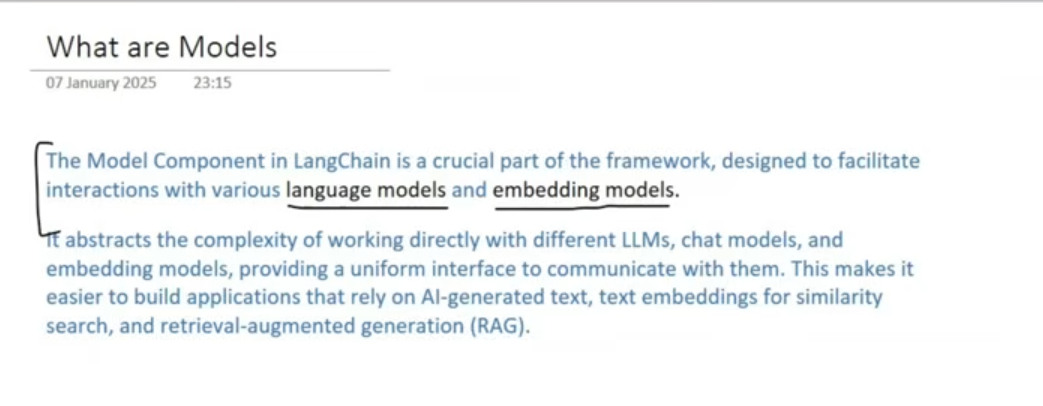 What are Models
07 January 2025 23:15
The Model Component in LangChain is a crucial part of the framework, designed to facilitate
interactions with various language models and embedding models.
It abstracts the complexity of working directly with different LLMs, chat models, and
embedding models, providing a uniform interface to communicate with them. This makes it
easier to build applications that rely on AI-generated text, text embeddings for similarity
search, and retrieval-augmented generation (RAG).